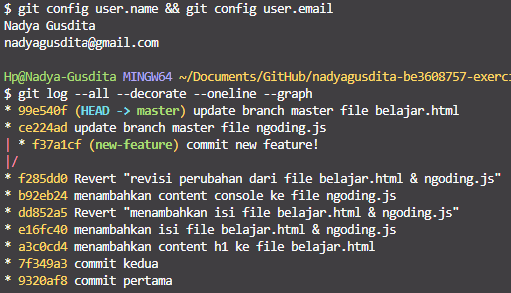 $ git config user.name && git config user.email
Nadya Gusdita
nadyagusdita@gmail.com
Hp@Nadya-Gusdita MINGW64 ~/Documents/GitHub/nadyagusdita-be3608757-exerci
$ git log --all --decorate --oneline --graph
* 99e540f (HEAD -> master) update branch master file belajar.html
* ce224ad update branch master file ngoding.js
| * f37a1cf (new-feature) commit new feature!
|/
* f285dd0 Revert "revisi perubahan dari file belajar.html & ngoding.js"
* b92eb24 menambahkan content console ke file ngoding.js
* dd852a5 Revert "menambahkan isi file belajar.html & ngoding.js"
* e16fc40 menambahkan isi file belajar.html & ngoding.js
* a3c0cd4 menambahkan content h1 ke file belajar.html
* 7f349a3 commit kedua
* 9320af8 commit pertama